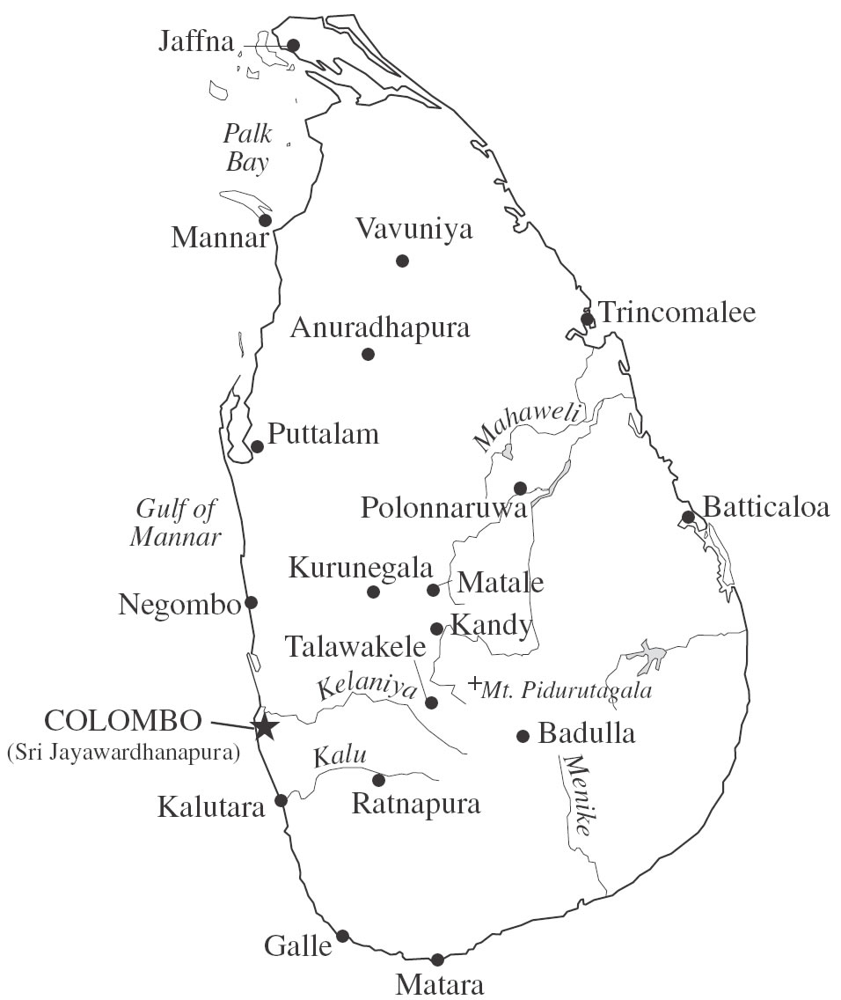 Jaffna
Palk
Bay
Mannar
Vavuniya
Trincomalee
Anuradhapura
Mahaweli
Puttalam
Polonnaruwa
Batticaloa
Gulf of
Mannar
Kurunegala
Matale
Negombo
Kandy
Talawakele
Kelaniya
Mt. Pidurutagala
COLOMBO
(Sri Jayawardhanapura)
Badulla
Kalu
Menike
Kalutara
Ratnapura
Galle
Matara